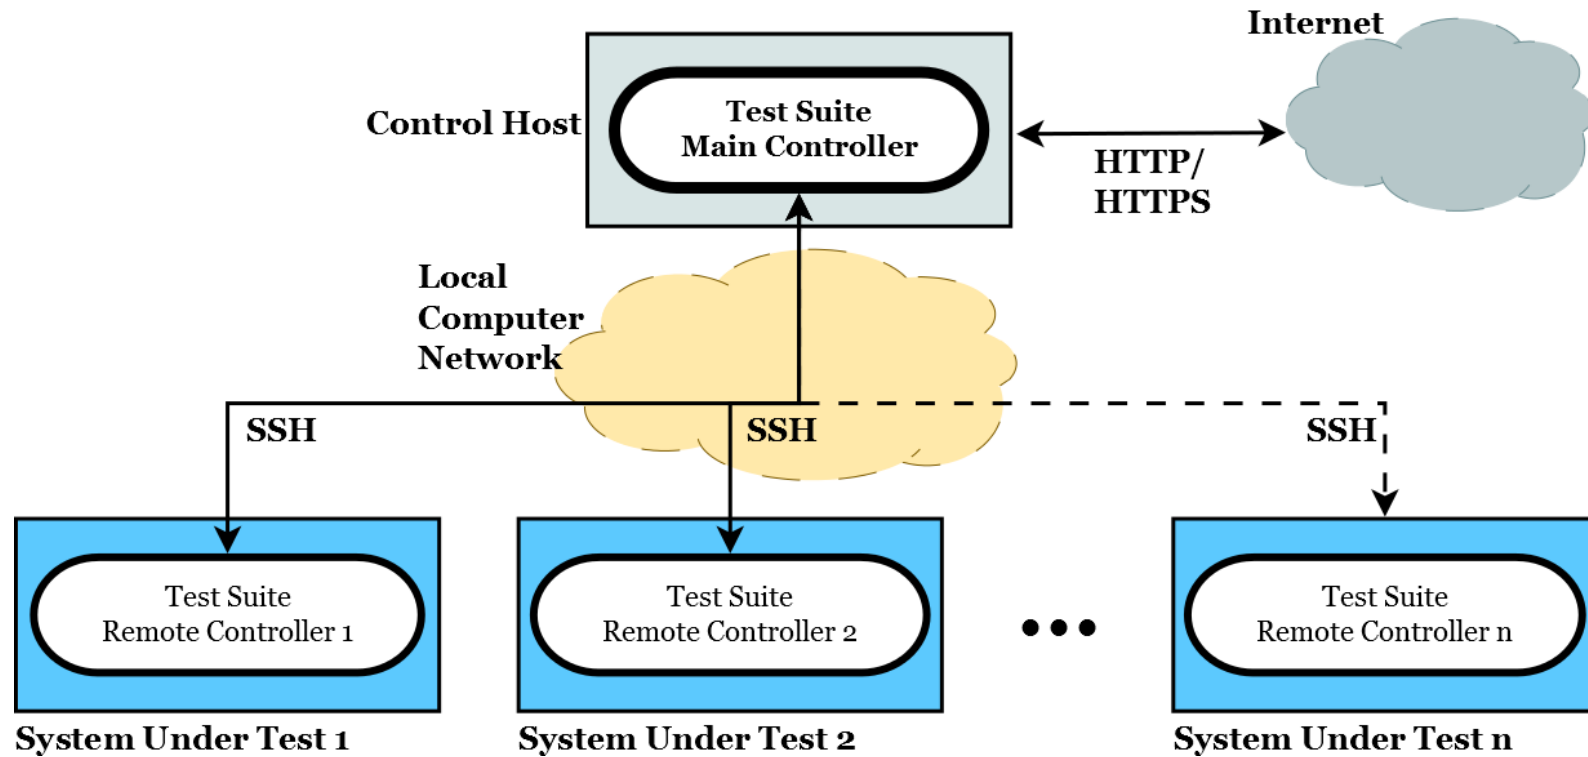 Internet
Control Host
Test Suite
Main Controller
HTTP/
HTTPS
Local
Computer
Network
SSH
SSH
SSH
Test Suite
Remote Controller 1
Test Suite
Remote Controller 2
Test Suite
Remote Controller n
System Under Test 1
System Under Test 2
System Under Test n